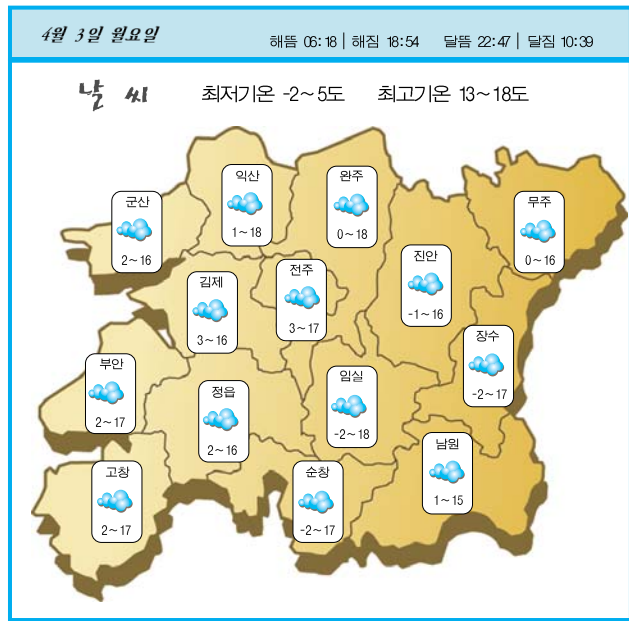 4월 3일 월요일
해뜸 06:18 | 해짐 18:54 달뜸 22:47 | 달짐 10:39
날 씨 최저기온 -2~5도 최고기온 13~18도
익산
1~18
완주
0~18
군산
2~16
무주
0~16
진안
-1~16
전주
3~17
김제
3~16
장수
-2~17
부안
2~17
임실
-2~18
정읍
2~16
남원
1~15
고창
2~17
순창
-2~17